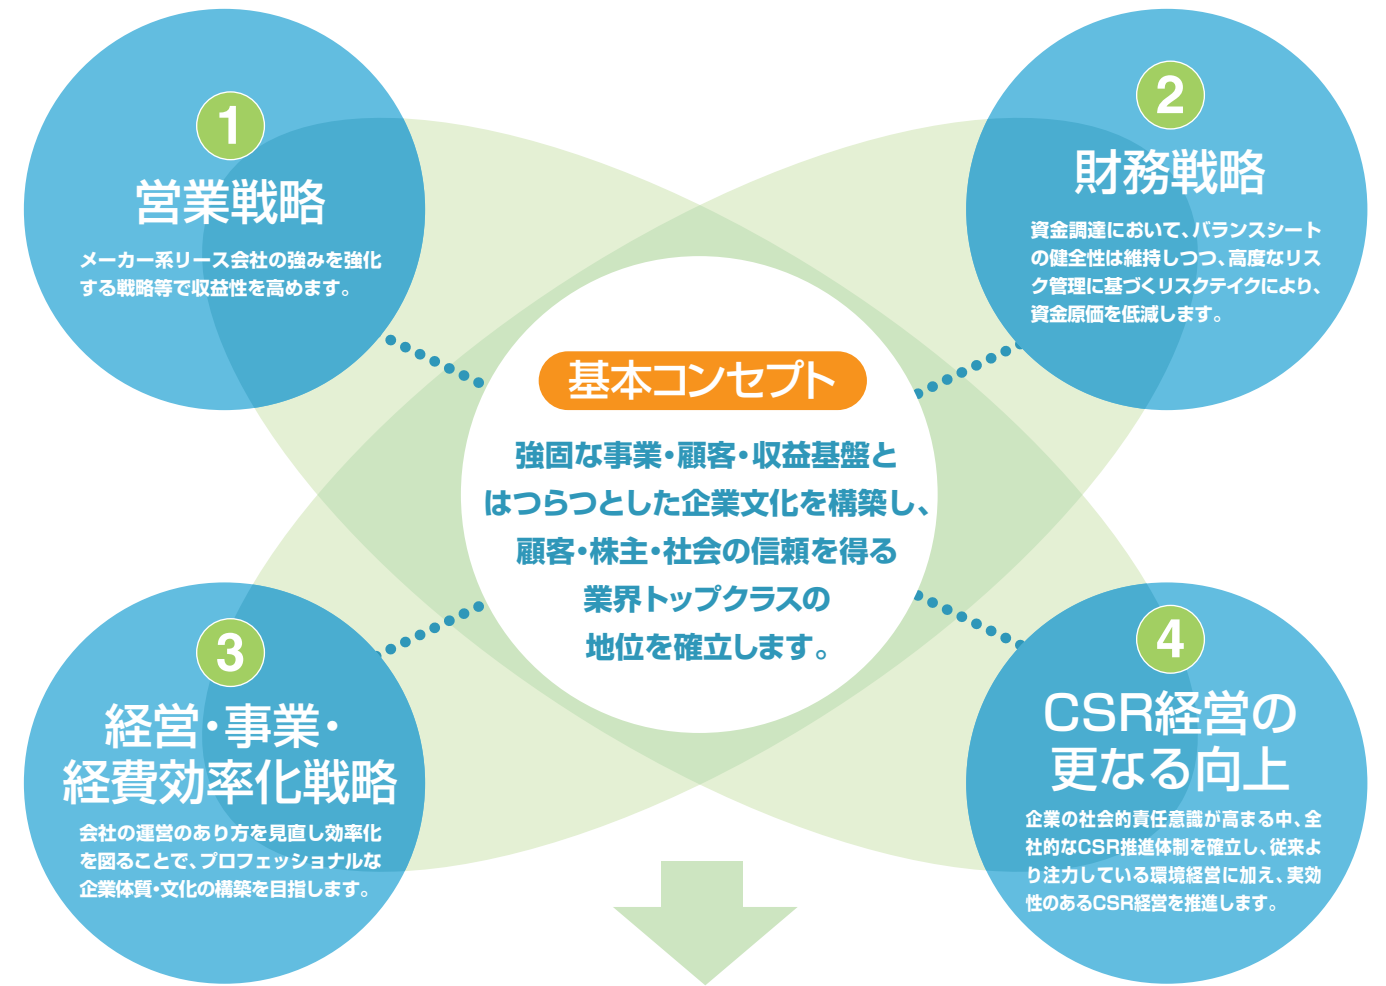 1
営業戦略
メーカー系リース会社の強みを強化
する戦略等で収益性を高めます。
2
財務戦略
資金調達において、バランスシート
の健全性は維持しつつ、高度なリス
ク管理に基づくリスクテイクにより、
資金原価を低減します。
基本コンセプト
強固な事業・顧客・収益基盤と
はつらつとした企業文化を構築し、
顧客・株主・社会の信頼を得る
業界トップクラスの
地位を確立します。
3
経営・事業・
経費効率化戦略
会社の運営のあり方を見直し効率化
を図ることで、プロフェッショナルな
企業体質・文化の構築を目指します。
4
CSR経営の
更なる向上
企業の社会的責任意識が高まる中、全
社的なCSR推進体制を確立し、従来よ
り注力している環境経営に加え、実効
性のあるCSR経営を推進します。